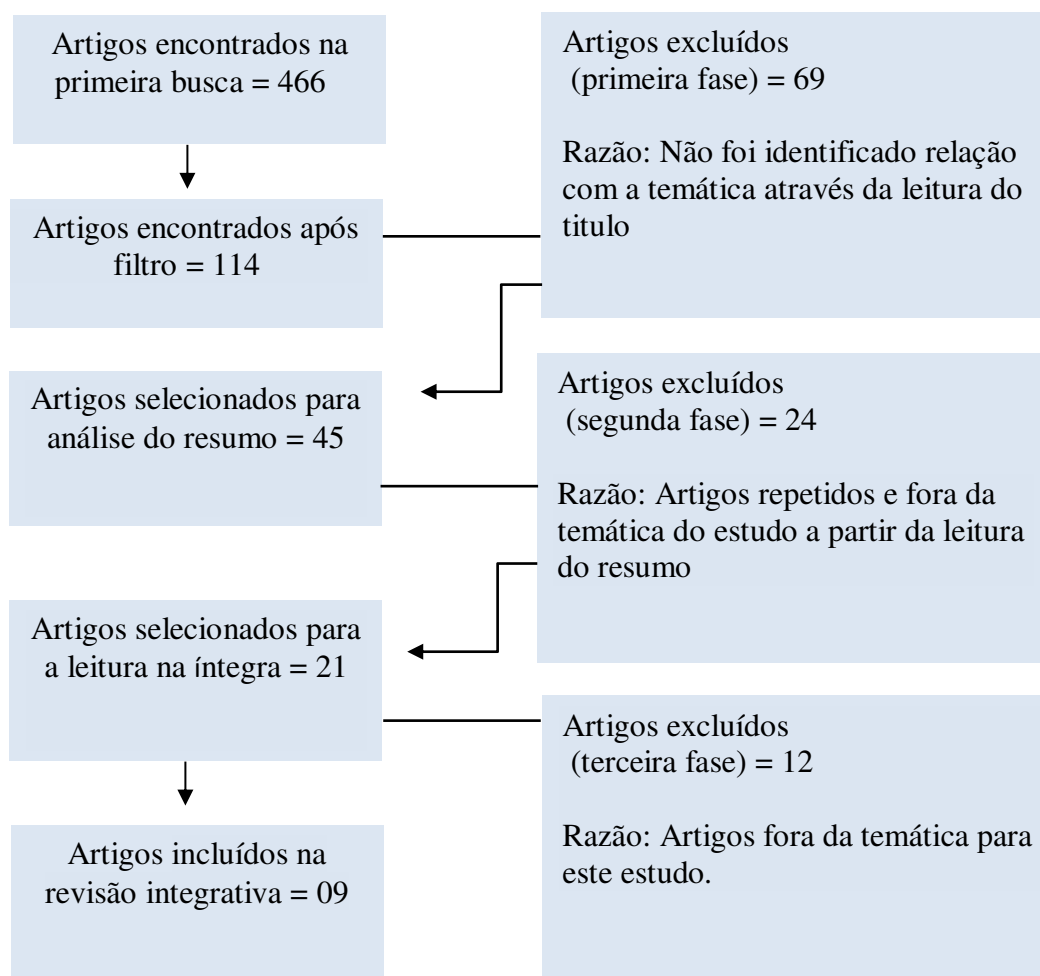 Artigos encontrados na
primeira busca = 466
Artigos excluídos
(primeira fase) = 69
Razão: Não foi identificado relação
com a temática através da leitura do
titulo
Artigos encontrados após
filtro = 114
Artigos selecionados para
análise do resumo = 45
Artigos excluídos
(segunda fase) = 24
Razão: Artigos repetidos e fora da
temática do estudo a partir da leitura
do resumo
Artigos selecionados para
a leitura na íntegra = 21
Artigos excluídos
(terceira fase) = 12
Razão: Artigos fora da temática para
este estudo.
Artigos incluídos na
revisão integrativa = 09